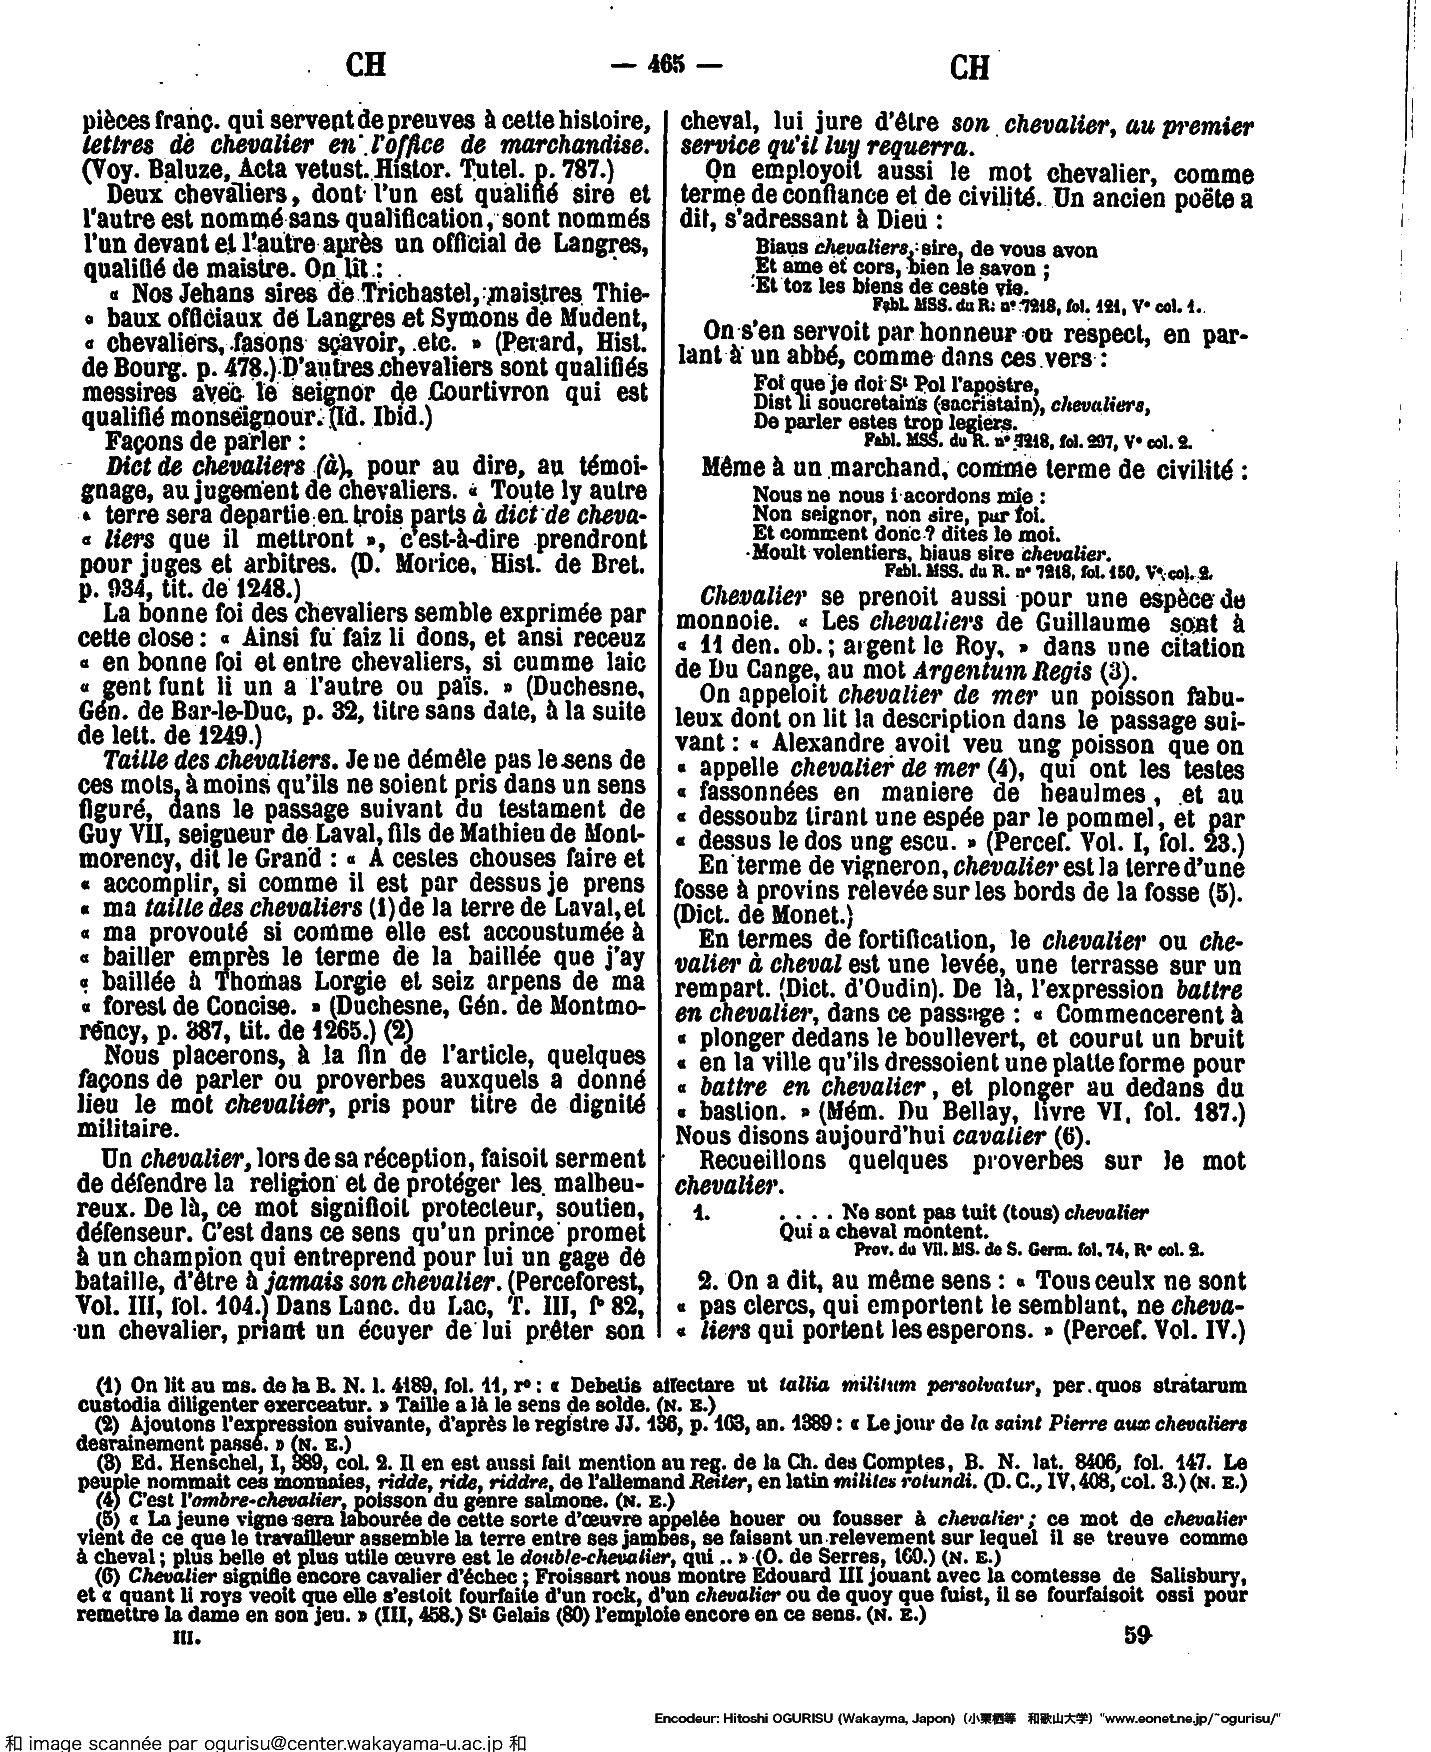 CH — 465 — CH
pièces franç. qui servent de preuves à cette histoire,
lettres de chevalier en l'office de marchandise.
(Voy. Baluze, Acta vetust. Histor. Tutel. p. 787.)
Deux chevaliers, dont l'un est qualifié sire et
l'autre est nommé sans qualification, sont nommés
l'un devant et l'autre après un official de Langres,
qualifié de maistre. On lit :
« Nos Jehans sires de Trichastel, maistres Thie-
« baux officiaux de Langres et Symons de Mudent,
« chevaliers, fasons sçavoir, etc. » (Perard, Hist.
de Bourg. p. 478.) D'autres chevaliers sont qualifiés
messires avec le seignor de Courtivron qui est
qualifié monseignour. (Id. Ibid.)
Façons de parler :
Dict de chevaliers (à), pour au dire, au témoi-
gnage, au jugement de chevaliers. « Toute ly autre
« terre sera departie en trois parts à dict de cheva-
« liers que il mettront », c'est-à-dire prendront
pour juges et arbitres. (D. Morice, Hist. de Bret.
p. 934, tit. de 1248.)
La bonne foi des chevaliers semble exprimée par
cette close : « Ainsi fu faiz li dons, et ansi receuz
« en bonne foi et entre chevaliers, si cumme laic
« gent funt li un a l'autre ou païs. » (Duchesne,
Gén. de Bar-le-Duc, p. 32, titre sans date, à la suite
de lett. de 1249.)
Taille des chevaliers. Je ne démêle pas le sens de
ces mots, à moins qu'ils ne soient pris dans un sens
figuré, dans le passage suivant du testament de
Guy VII, seigueur de Laval, fils de Mathieu de Mont-
morency, dit le Grand : « A cestes chouses faire et
« accomplir, si comme il est par dessus je prens
« ma taille des chevaliers (1) de la terre de Laval, et
« ma provouté si comme elle est accoustumée à
« bailler emprès le terme de la baillée que j'ay
« baillée à Thomas Lorgie et seiz arpens de ma
« forest de Concise. » (Duchesne, Gén. de Montmo-
rency, p. 387, tit. de 1265.) (2)
Nous placerons, à la fin de l'article, quelques
façons de parler ou proverbes auxquels a donné
lieu le mot chevalier, pris pour titre de dignité
militaire.
Un chevalier, lors de sa réception, faisoit serment
de défendre la religion et de protéger les malheu-
reux. De là, ce mot signifioit protecteur, soutien,
défenseur. C'est dans ce sens qu'un prince promet
à un champion qui entreprend pour lui un gage de
bataille, d'être à jamais son chevalier. (Perceforest,
Vol. III, fol. 104.) Dans Lanc. du Lac, T. III, f° 82,
un chevalier, priant un écuyer de lui prêter son
cheval, lui jure d'être son chevalier, au premier
service qu'il luy requerra.
On employoit aussi le mot chevalier, comme
terme de confiance et de civilité. Un ancien poëte a
dit, s'adressant à Dieu :
Biaus chevaliers, sire, de vous avon
Et ame et cors, bien le savon ;
Et toz les biens de ceste vie.
Fabl. MSS. du R. n° 7218, fol. 121, V° col. 1.
On s'en servoit par honneur ou respect, en par-
lant à un abbé, comme dans ces vers :
Foi que je doi St Pol l'apostre,
Dist li soucretains (sacristain), chevaliers,
De parler estes trop legiers.
Fabl. MSS. du R. n° 7218, fol. 207, V° col. 2.
Même à un marchand, comme terme de civilité :
Nous ne nous i acordons mie :
Non seignor, non sire, par foi.
Et comment donc ? dites le moi.
Moult volentiers, biaus sire chevalier.
Fabl. MSS. du R. n° 7218, fol. 150, V° col. 2.
Chevalier se prenoit aussi pour une espèce de
monnoie. « Les chevaliers de Guillaume sont à
« 11 den. ob. ; argent le Roy, » dans une citation
de Du Cange, au mot Argentum Regis (3).
On appeloit chevalier de mer un poisson fabu-
leux dont on lit la description dans le passage sui-
vant : « Alexandre avoit veu ung poisson que on
« appelle chevalier de mer (4), qui ont les testes
« fassonnées en maniere de heaulmes, et au
« dessoubz tirant une espée par le pommel, et par
« dessus le dos ung escu. » (Percef. Vol. I, fol. 23.)
En terme de vigneron, chevalier est la terre d'une
fosse à provins relevée sur les bords de la fosse (5).
(Dict. de Monet.)
En termes de fortification, le chevalier ou che-
valier à cheval est une levée, une terrasse sur un
rempart. (Dict. d'Oudin). De là, l'expression battre
en chevalier, dans ce passage : « Commencerent à
« plonger dedans le boullevert, et courut un bruit
« en la ville qu'ils dressoient une platte forme pour
« battre en chevalier, et plonger au dedans du
« bastion. » (Mém. Du Bellay, livre VI, fol. 187.)
Nous disons aujourd'hui cavalier (6).
Recueillons quelques proverbes sur le mot
chevalier.
1. . . . . Ne sont pas tuit (tous) chevalier
Qui a cheval montent.
Prov. du Vil. MS. de S. Germ. fol. 74, R° col. 2.
2. On a dit, au même sens : « Tous ceulx ne sont
« pas clercs, qui emportent le semblant, ne cheva-
« liers qui portent les esperons. » (Percef. Vol. IV.)
(1) On lit au ms. de la B. N. l. 4189, fol. 11, r° : « Debetis affectare ut tallia militum persolvatur, per quos stratarum
custodia diligenter exerceatur. » Taille a là le sens de solde. (N. E.)
(2) Ajoutons l'expression suivante, d'après le registre JJ. 136, p. 103, an. 1389 : « Le jour de la saint Pierre aux chevaliers
desrainement passé. » (N. E.)
(3) Ed. Henschel, I, 389, col. 2. Il en est aussi fait mention au reg. de la Ch. des Comptes, B. N. lat. 8406, fol. 147. Le
peuple nommait ces monnaies, ridde, ride, riddre, de l'allemand Reiter, en latin milites rotundi. (D. C., IV, 408, col. 3.) (N. E.)
(4) C'est l'ombre-chevalier, poisson du genre salmone. (N. E.)
(5) « La jeune vigne sera labourée de cette sorte d'œuvre appelée houer ou fousser à chevalier ; ce mot de chevalier
vient de ce que le travailleur assemble la terre entre ses jambes, se faisant un relevement sur lequel il se treuve comme
à cheval ; plus belle et plus utile œuvre est le double-chevalier, qui .. » (O. de Serres, 160.) (N. E.)
(6) Chevalier signifie encore cavalier d'échec ; Froissart nous montre Edouard III jouant avec la comtesse de Salisbury,
et « quant li roys veoit que elle s'estoit fourfaite d'un rock, d'un chevalier ou de quoy que fuist, il se fourfaisoit ossi pour
remettre la dame en son jeu. » (III, 458.) St Gelais (80) l'emploie encore en ce sens. (N. E.)
III. 59
Encodeur: Hitoshi OGURISU (Wakayma, Japon) (小栗栖等 和歌山大学) "www.eonet.ne.jp/~ogurisu/"
和 image scannée par ogurisu@center.wakayama-u.ac.jp 和